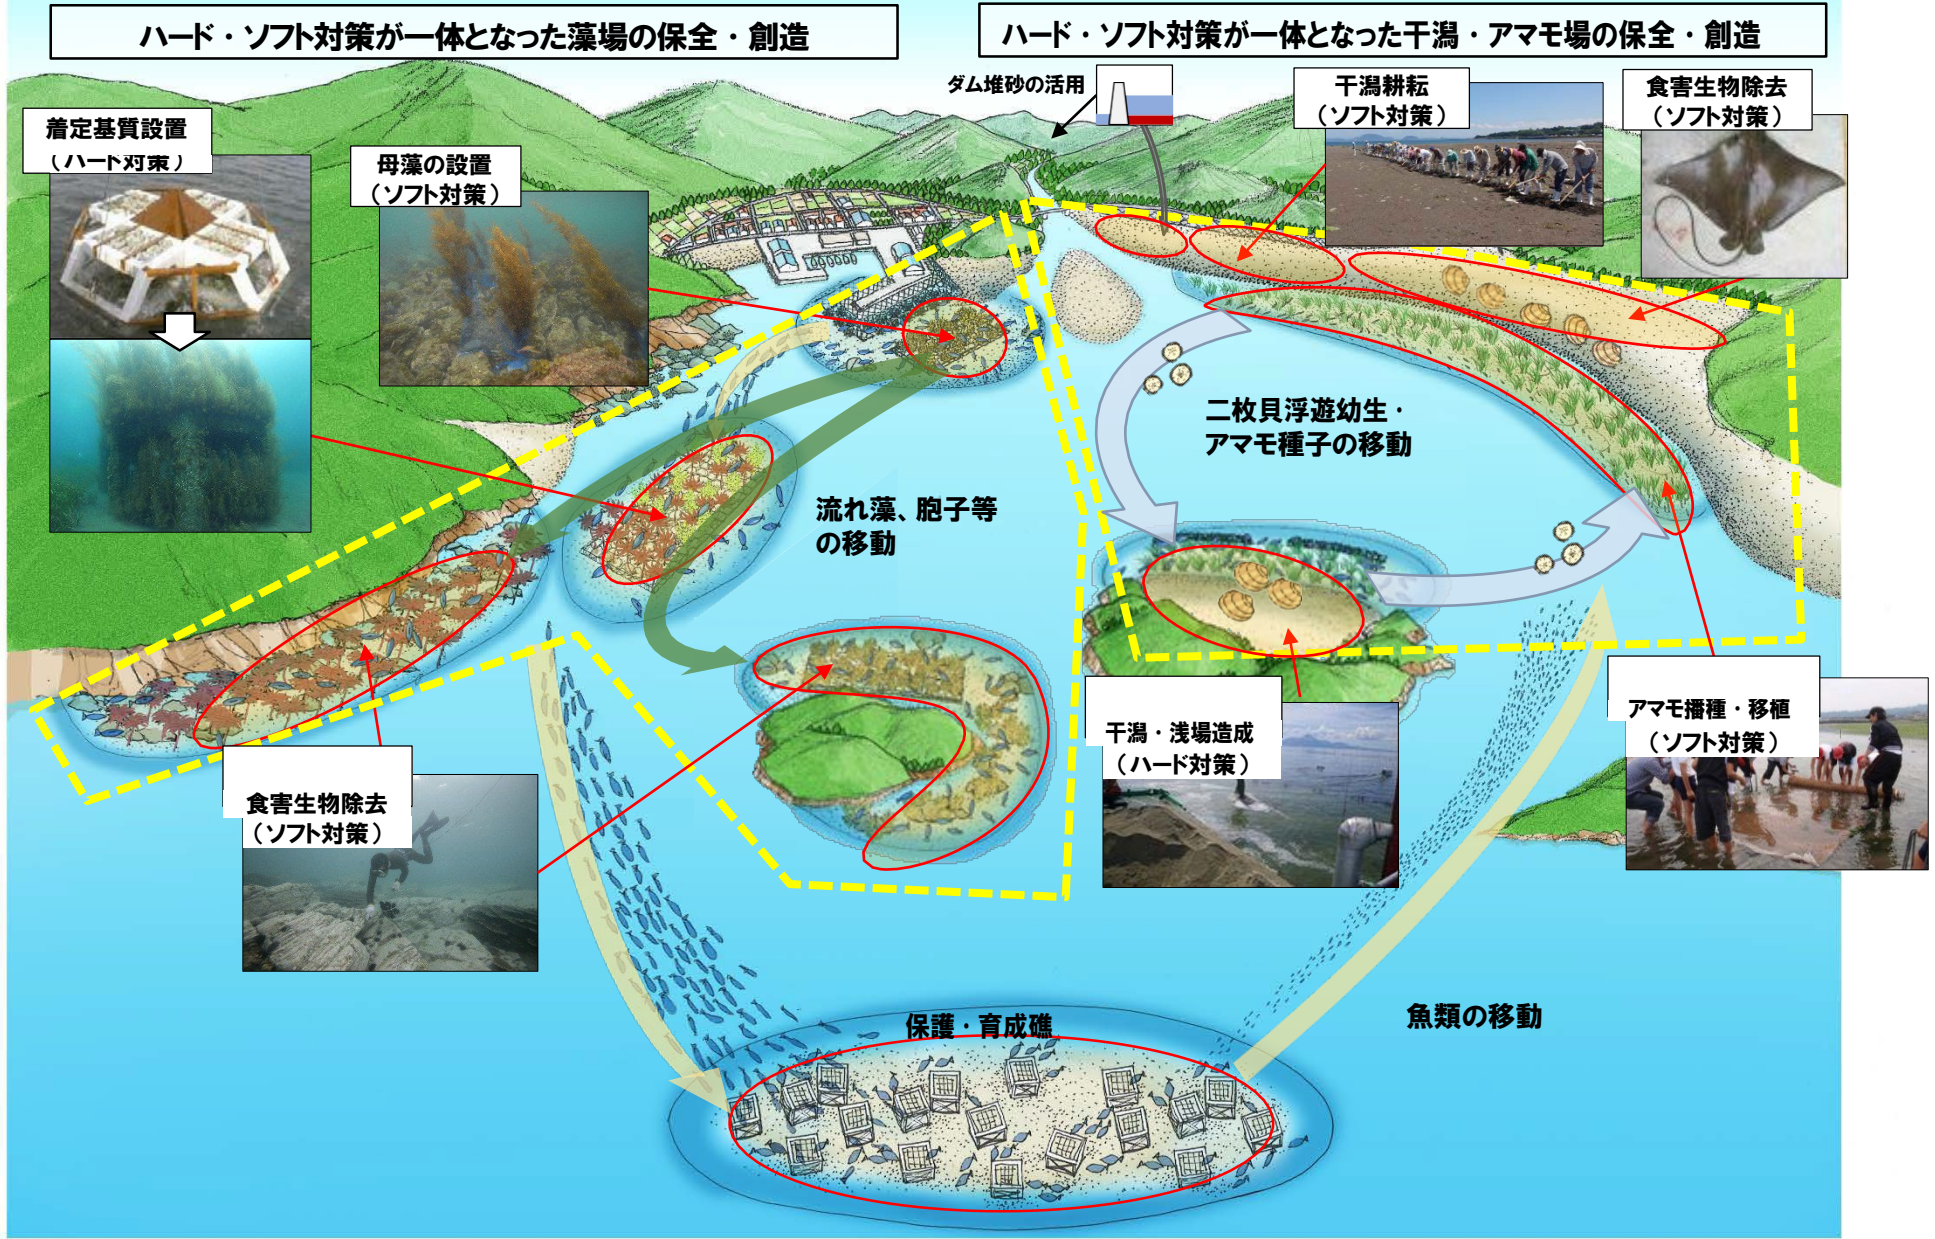 ハード・ソフト対策が一体となった藻場の保全・創造
ハード・ソフト対策が一体となった干潟・アマモ場の保全・創造
ダム堆砂の活用
干潟耕耘
（ソフト対策）
食害生物除去
（ソフト対策）
着定基質設置
（ハード対策）
母藻の設置
（ソフト対策）
二枚貝浮遊幼生・
アマモ種子の移動
流れ藻、胞子等
の移動
干潟・浅場造成
（ハード対策）
アマモ播種・移植
（ソフト対策）
食害生物除去
（ソフト対策）
保護・育成礁
魚類の移動